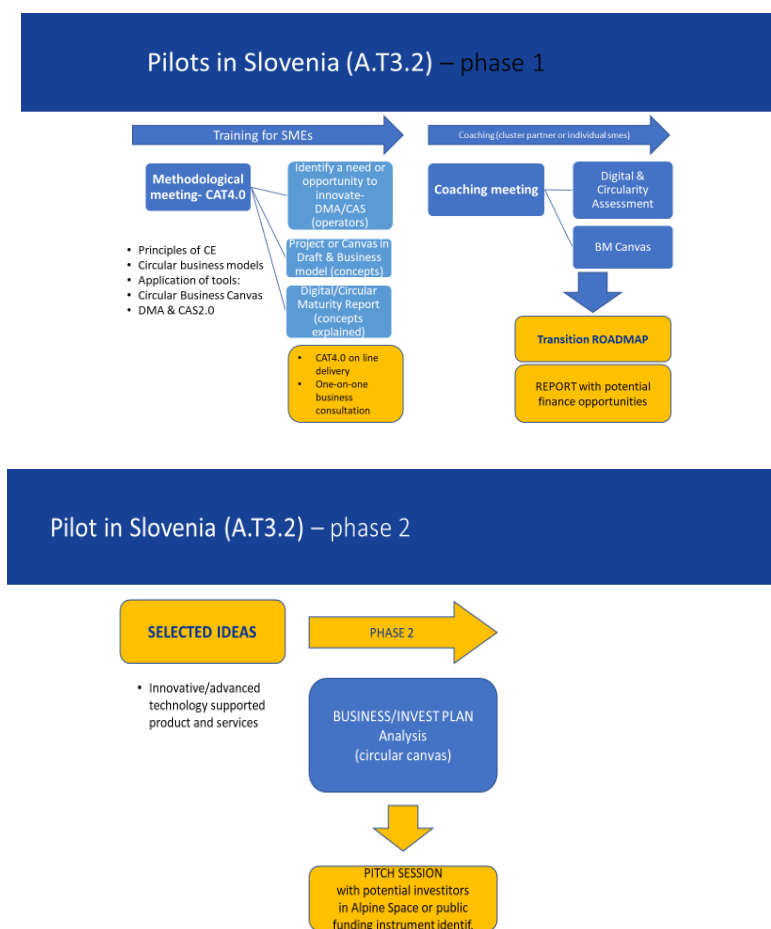 Pilots in Slovenia (A.T3.2) – phase 1
Training for SMEs
Methodological
meeting- CAT4.0
• Principles of CE
• Circular business models
• Application of tools:
• Circular Business Canvas
• DMA & CAS2.0
Identify a need or
opportunity to
innovate-
DMA/CAS
(operators)
Project or Canvas in
Draft & Business
model (concepts)
Digital/Circular
Maturity Report
(concepts
explained)
• CAT4.0 on line
delivery
• One-on-one
business
consultation
Coaching (cluster partner or individual smes)
Coaching meeting
Digital &
Circularity
Assessment
BM Canvas
Transition ROADMAP
REPORT with potential
finance opportunities
Pilot in Slovenia (A.T3.2) – phase 2
SELECTED IDEAS
• Innovative/advanced
technology supported
product and services
PHASE 2
BUSINESS/INVEST PLAN
Analysis
(circular canvas)
PITCH SESSION
with potential investors
in Alpine Space or public
funding instrument identif.